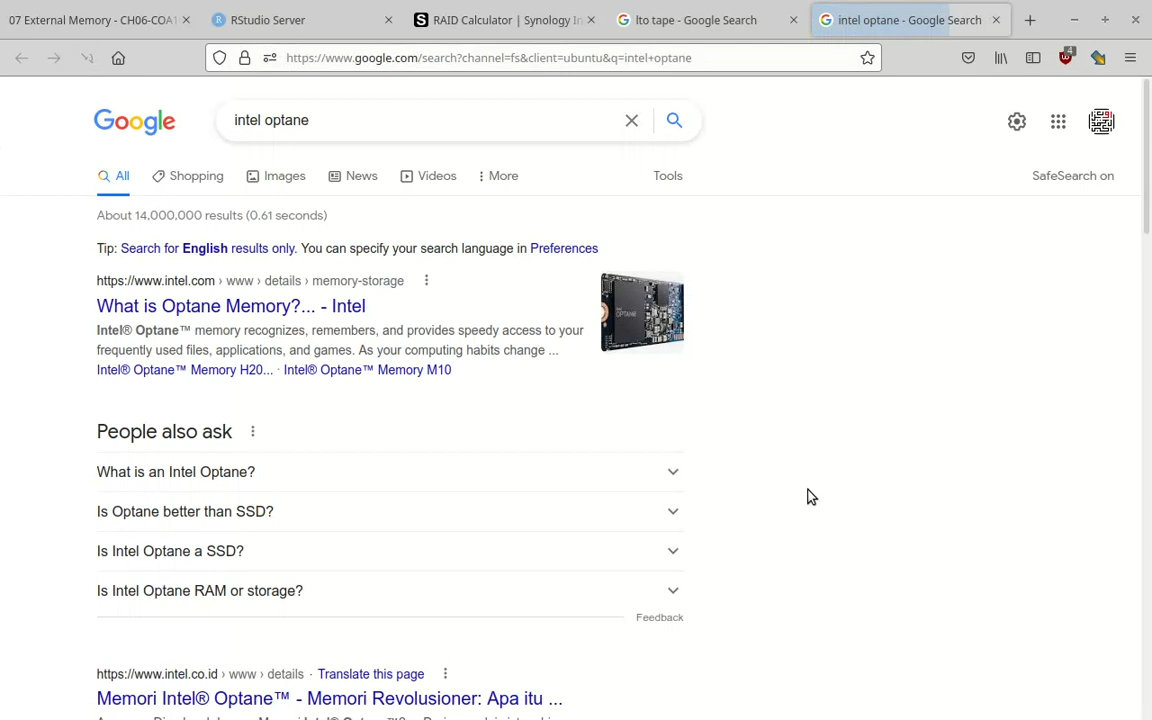 07 External Memory - CH06-COA1
RStudio Server
RAID Calculator | Synology In
lto tape - Google Search
intel optane - Google Search
https://www.google.com/search?channel=fs&client=ubuntu&q=intel+optane
4
Google
intel optane
All
Shopping
Images
News
Videos
More
Tools
SafeSearch on
About 14,000,000 results (0.61 seconds)
Tip: Search for English results only. You can specify your search language in Preferences
https://www.intel.com › www › details › memory-storage
What is Optane Memory?... - Intel
Intel® Optane™ memory recognizes, remembers, and provides speedy access to your
frequently used files, applications, and games. As your computing habits change ...
Intel® Optane™ Memory H20... · Intel® Optane™ Memory M10
OPTANE
People also ask
What is an Intel Optane?
Is Optane better than SSD?
Is Intel Optane a SSD?
Is Intel Optane RAM or storage?
Feedback
https://www.intel.co.id › www › details · Translate this page
Memori Intel® Optane™ - Memori Revolusioner: Apa itu ...